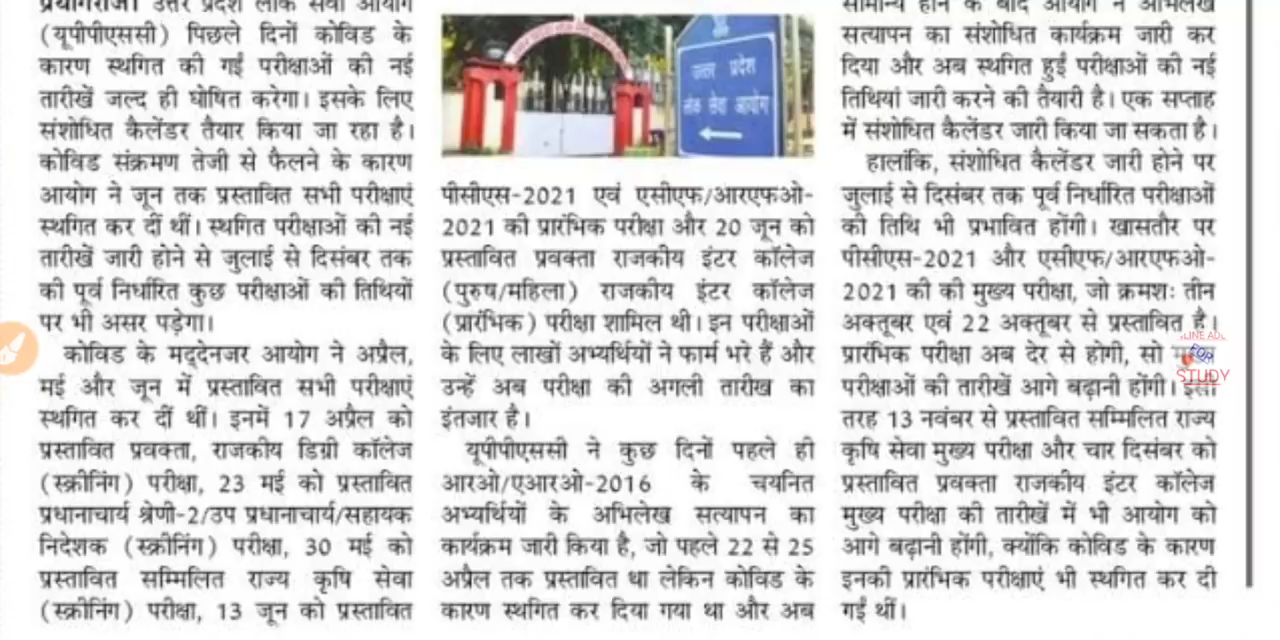 प्रयागराज। उत्तर प्रदेश लोक सेवा आयोग
(यूपीपीएससी) पिछले दिनों कोविड के
कारण स्थगित की गईं परीक्षाओं की नई
तारीखें जल्द ही घोषित करेगा। इसके लिए
संशोधित कैलेंडर तैयार किया जा रहा है।
कोविड संक्रमण तेजी से फैलने के कारण
आयोग ने जून तक प्रस्तावित सभी परीक्षाएं
स्थगित कर दीं थीं। स्थगित परीक्षाओं की नई
तारीखें जारी होने से जुलाई से दिसंबर तक
की पूर्व निर्धारित कुछ परीक्षाओं की तिथियों
पर भी असर पड़ेगा।
कोविड के मद्देनजर आयोग ने अप्रैल,
मई और जून में प्रस्तावित सभी परीक्षाएं
स्थगित कर दीं थीं। इनमें 17 अप्रैल को
प्रस्तावित प्रवक्ता, राजकीय डिग्री कॉलेज
(स्क्रीनिंग) परीक्षा, 23 मई को प्रस्तावित
प्रधानाचार्य श्रेणी-2/उप प्रधानाचार्य/सहायक
निदेशक (स्क्रीनिंग) परीक्षा, 30 मई को
प्रस्तावित सम्मिलित राज्य कृषि सेवा
(स्क्रीनिंग) परीक्षा, 13 जून को प्रस्तावित
उत्तर प्रदेश
लोक सेवा आयोग
पीसीएस-2021 एवं एसीएफ/आरएफओ-
2021 की प्रारंभिक परीक्षा और 20 जून को
प्रस्तावित प्रवक्ता राजकीय इंटर कॉलेज
(पुरुष/महिला) राजकीय इंटर कॉलेज
(प्रारंभिक) परीक्षा शामिल थी। इन परीक्षाओं
के लिए लाखों अभ्यर्थियों ने फार्म भरे हैं और
उन्हें अब परीक्षा की अगली तारीख का
इंतजार है।
यूपीपीएससी ने कुछ दिनों पहले ही
आरओ/एआरओ-2016 के चयनित
अभ्यर्थियों के अभिलेख सत्यापन का
कार्यक्रम जारी किया है, जो पहले 22 से 25
अप्रैल तक प्रस्तावित था लेकिन कोविड के
कारण स्थगित कर दिया गया था और अब
सामान्य होने के बाद आयोग ने अभिलेख
सत्यापन का संशोधित कार्यक्रम जारी कर
दिया और अब स्थगित हुईं परीक्षाओं की नई
तिथियां जारी करने की तैयारी है। एक सप्ताह
में संशोधित कैलेंडर जारी किया जा सकता है।
हालांकि, संशोधित कैलेंडर जारी होने पर
जुलाई से दिसंबर तक पूर्व निर्धारित परीक्षाओं
की तिथि भी प्रभावित होंगी। खासतौर पर
पीसीएस-2021 और एसीएफ/आरएफओ-
2021 की की मुख्य परीक्षा, जो क्रमशः तीन
अक्तूबर एवं 22 अक्तूबर से प्रस्तावित है।
प्रारंभिक परीक्षा अब देर से होगी, सो
परीक्षाओं की तारीखें आगे बढ़ानी होंगी। इसी
तरह 13 नवंबर से प्रस्तावित सम्मिलित राज्य
कृषि सेवा मुख्य परीक्षा और चार दिसंबर को
प्रस्तावित प्रवक्ता राजकीय इंटर कॉलेज
मुख्य परीक्षा की तारीखें में भी आयोग को
आगे बढ़ानी होंगी, क्योंकि कोविड के कारण
इनकी प्रारंभिक परीक्षाएं भी स्थगित कर दी
गईं थीं।
FOR
STUDY